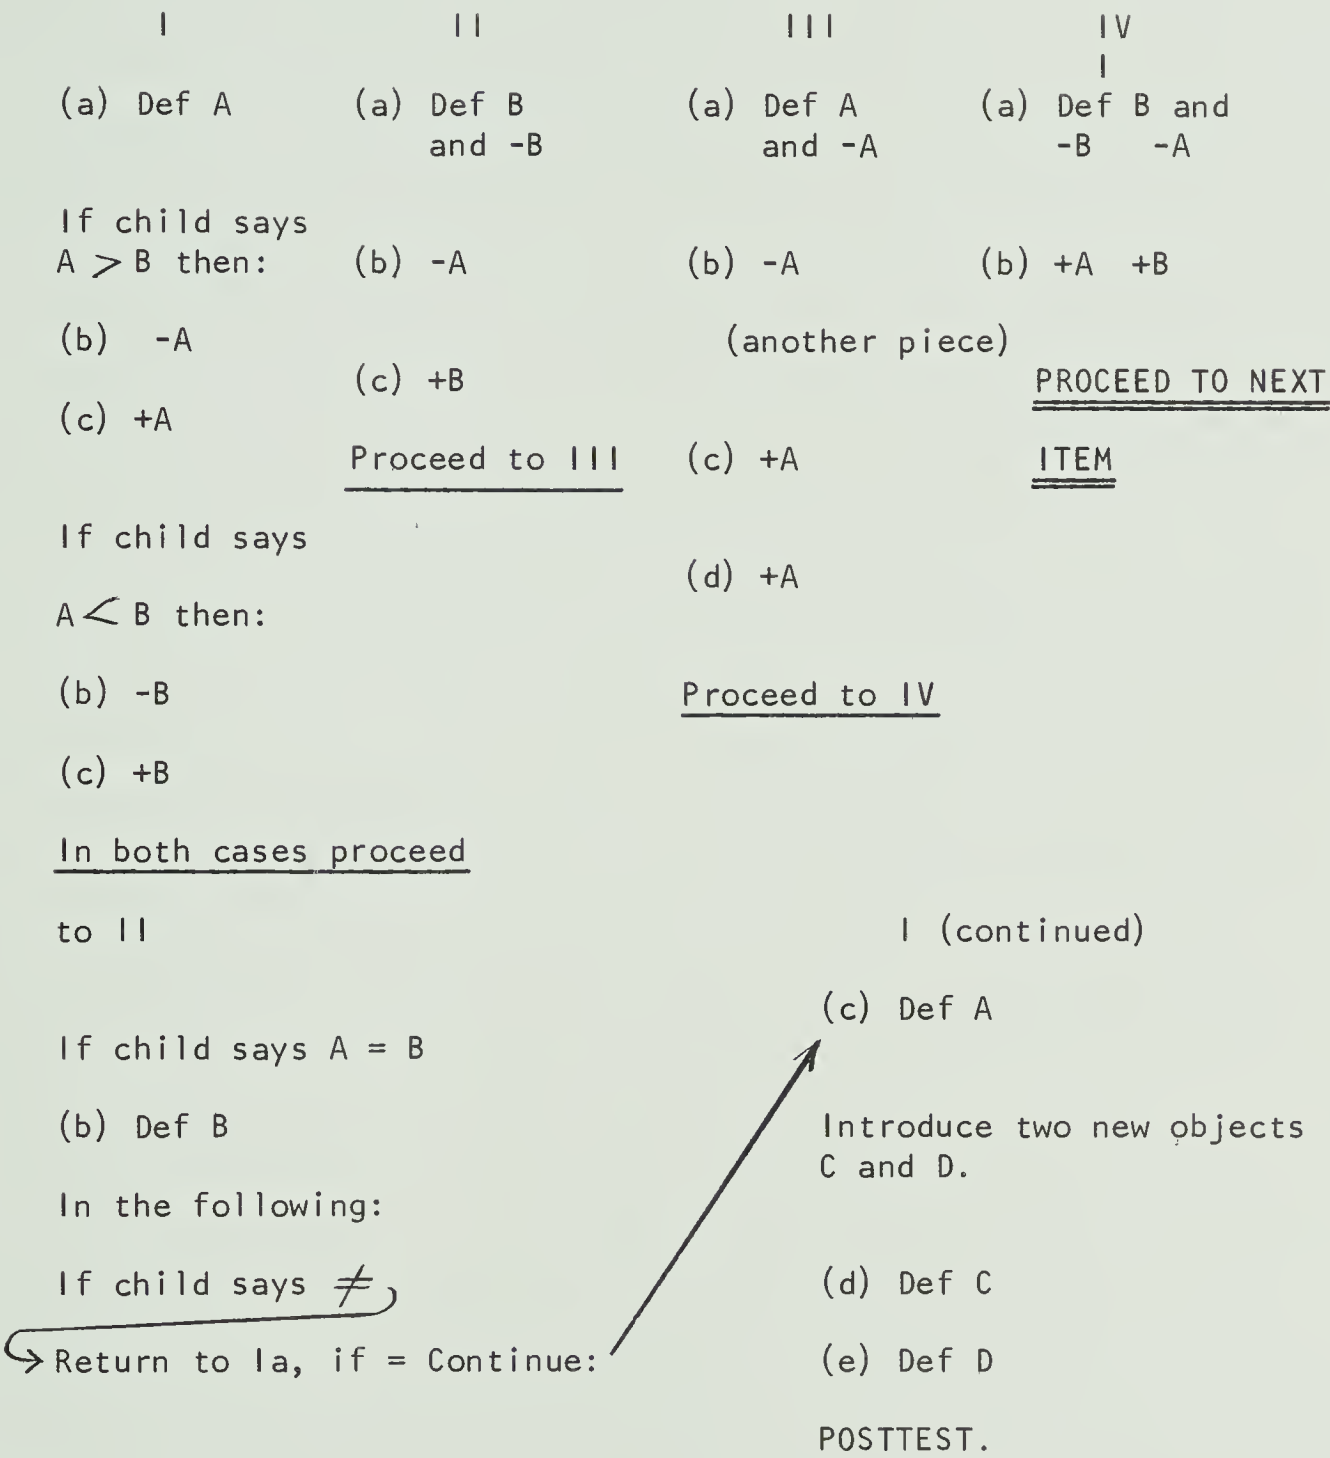 I
(a) Def A
If child says
A > B then:
(b) -A
(c) +A
If child says
A < B then:
(b) -B
(c) +B
In both cases proceed
to II
If child says A = B
(b) Def B
In the following:
If child says ≠
Return to Ia, if = Continue:
II
(a) Def B
and -B
(b) -A
(c) +B
Proceed to III
III
(a) Def A
and -A
(b) -A
(another piece)
(c) +A
(d) +A
Proceed to IV
IV
I
(a) Def B and
-B -A
(b) +A +B
PROCEED TO NEXT
ITEM
I (continued)
(c) Def A
Introduce two new objects
C and D.
(d) Def C
(e) Def D
POSTTEST.